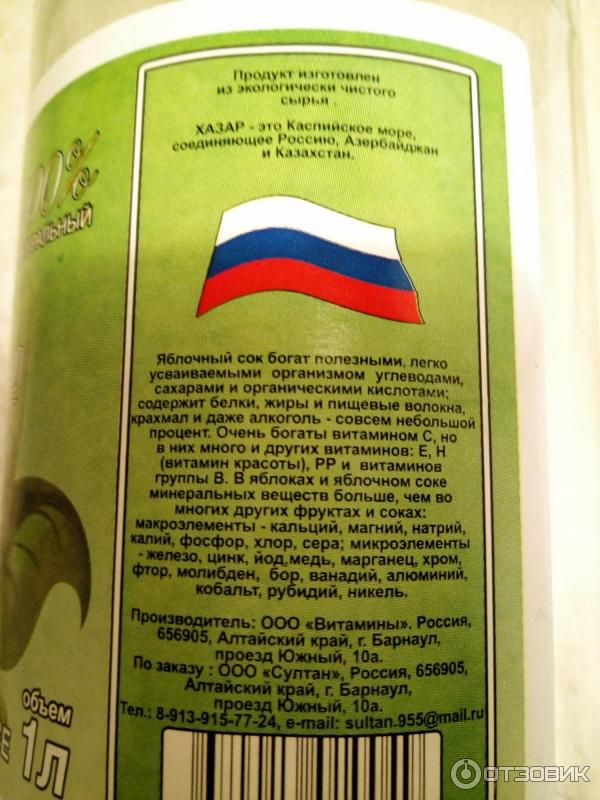 Продукт изготовлен
из экологически чистого
сырья .
ХАЗАР - это Каспийское море,
соединяющее Россию, Азербайджан
и Казахстан.
Яблочный сок богат полезными, легко
усваиваемыми организмом углеводами,
сахарами и органическими кислотами;
содержит белки, жиры и пищевые волокна,
крахмал и даже алкоголь - совсем небольшой
процент. Очень богаты витамином С, но
в них много и других витаминов: Е, Н
(витамин красоты), РР и витаминов
группы В. В яблоках и яблочном соке
минеральных веществ больше, чем во
многих других фруктах и соках:
макроэлементы - кальций, магний, натрий,
калий, фосфор, хлор, сера; микроэлементы
- железо, цинк, йод,медь, марганец, хром,
фтор, молибден, бор, ванадий, алюминий,
кобальт, рубидий, никель.
Производитель: ООО «Витамины». Россия,
656905, Алтайский край, г. Барнаул,
проезд Южный, 10а.
По заказу : ООО «Султан», Россия, 656905,
Алтайский край, г. Барнаул,
проезд Южный, 10а.
Тел.: 8-913-915-77-24, e-mail: sultan.955@mail.ru
объем
1л
ОТЗОВИК